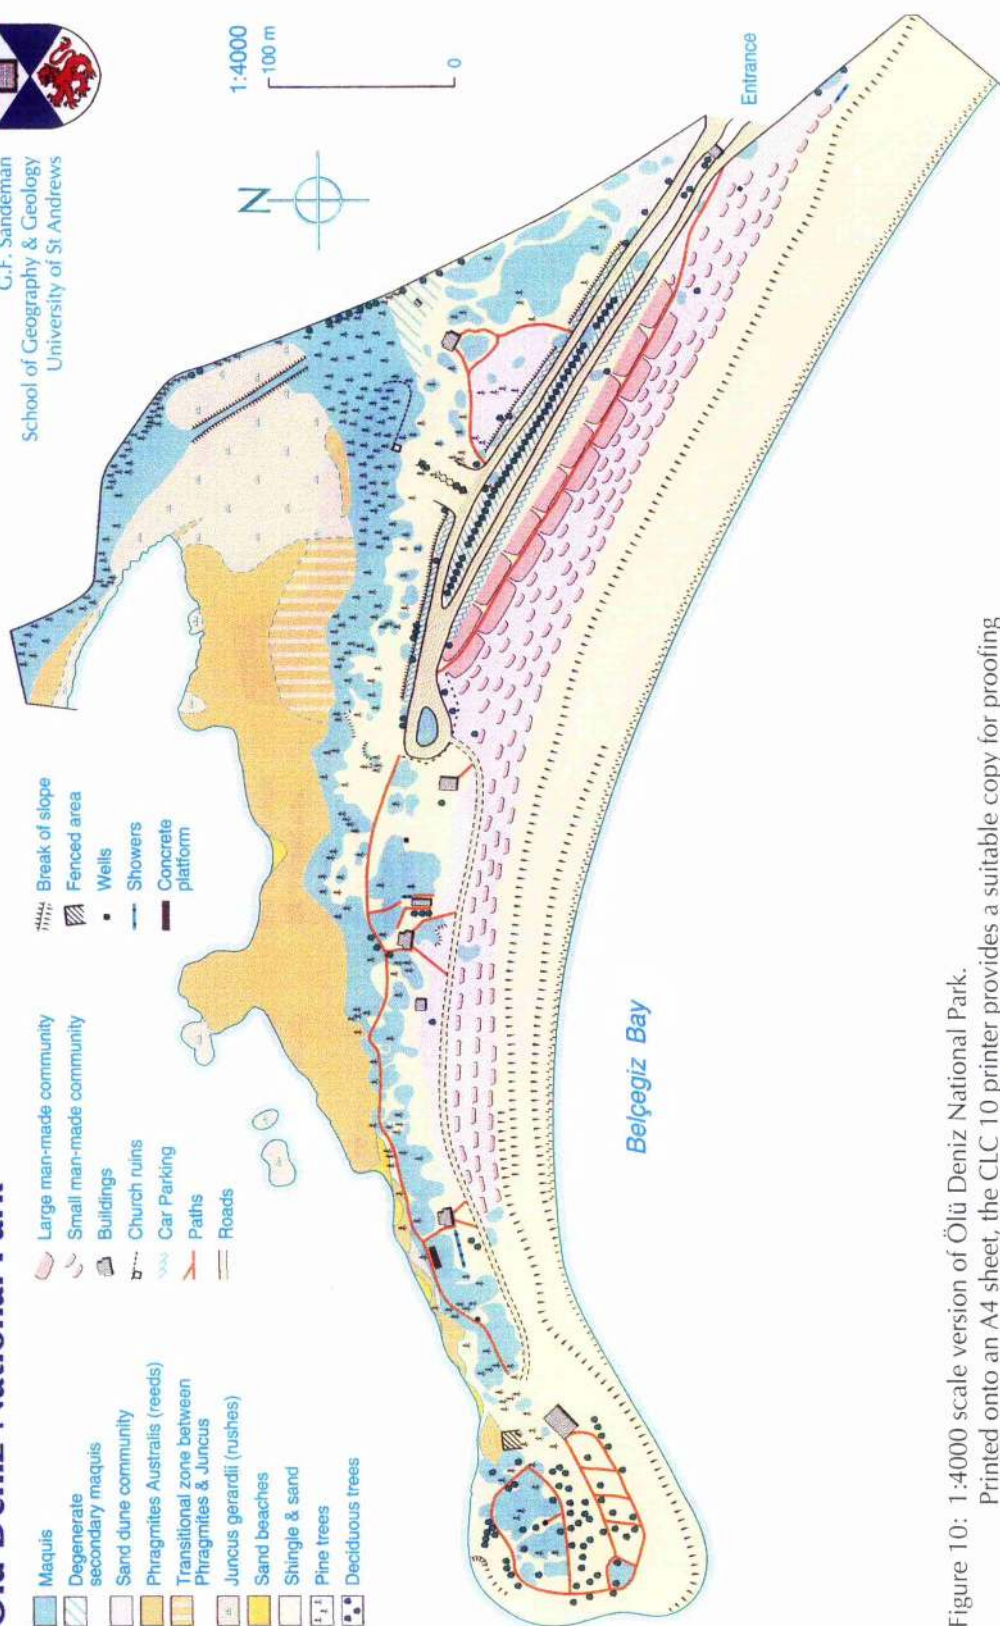 Ölü Deniz National Park
G.F. Sandeman
School of Geography & Geology
University of St Andrews
Maquis
Degenerate
secondary maquis
Sand dune community
Phragmites Australis (reeds)
Transitional zone between
Phragmites & Juncus
Juncus gerardii (rushes)
Sand beaches
Shingle & sand
Pine trees
Deciduous trees
Large man-made community
Small man-made community
Buildings
Church ruins
Car Parking
Paths
Roads
Break of slope
Fenced area
Wells
Showers
Concrete
platform
N
1:4000
100 m
0
Entrance
Belçegiz Bay
Figure 10: 1:4000 scale version of Ölü Deniz National Park.
Printed onto an A4 sheet, the CLC 10 printer provides a suitable copy for proofing